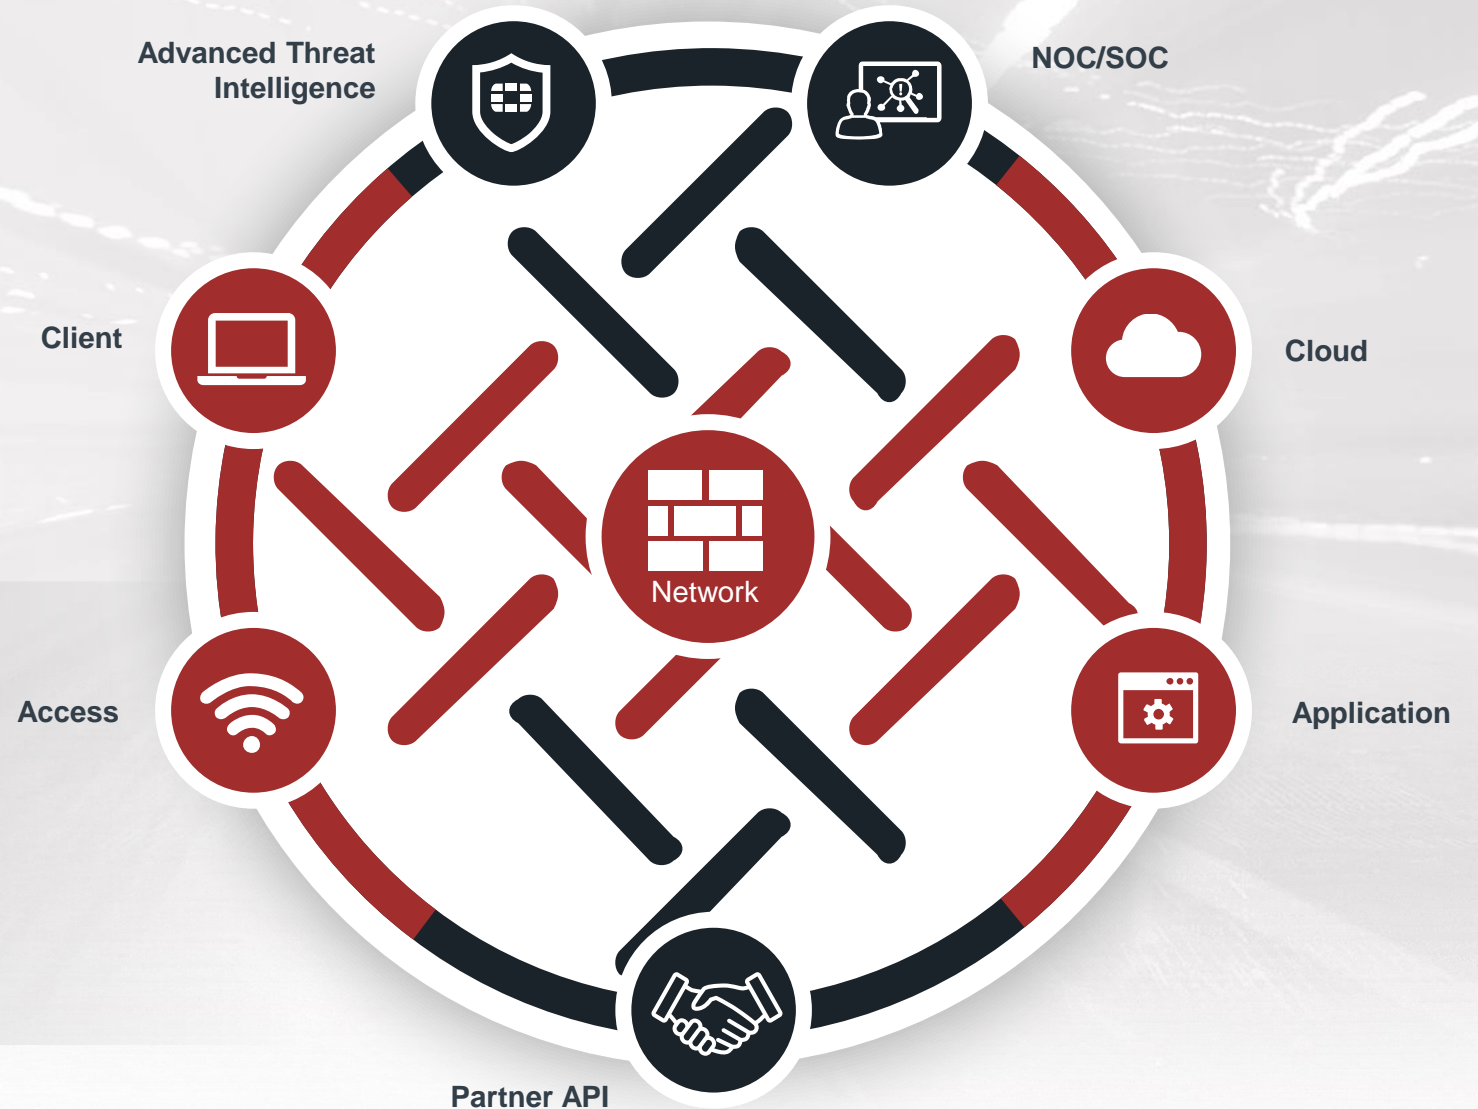 Advanced Threat
Intelligence
NOC/SOC
Client
Cloud
Network
Access
Application
Partner API